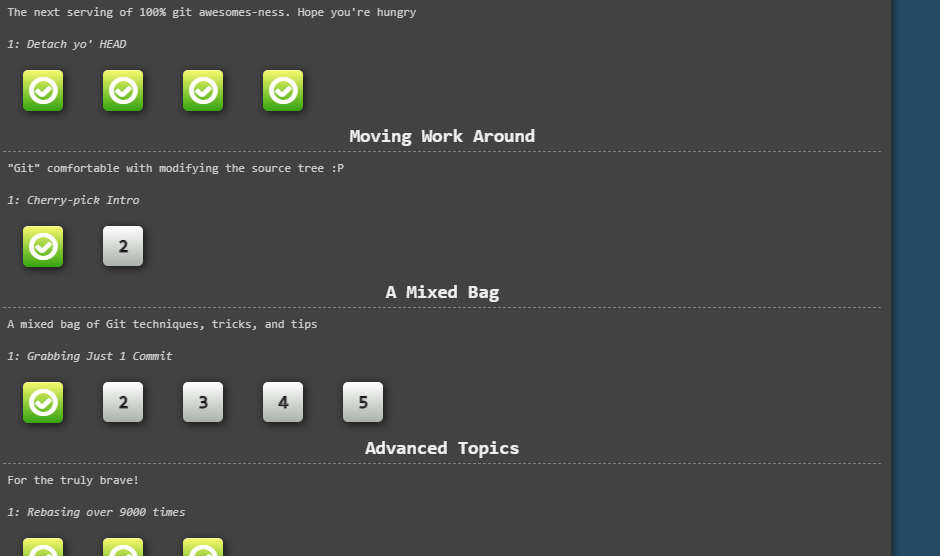 The next serving of 100% git awesomes-ness. Hope you're hungry
1: Detach yo' HEAD
Moving Work Around
"Git" comfortable with modifying the source tree :P
1: Cherry-pick Intro
2
A Mixed Bag
A mixed bag of Git techniques, tricks, and tips
1: Grabbing Just 1 Commit
2 3 4 5
Advanced Topics
For the truly brave!
1: Rebasing over 9000 times